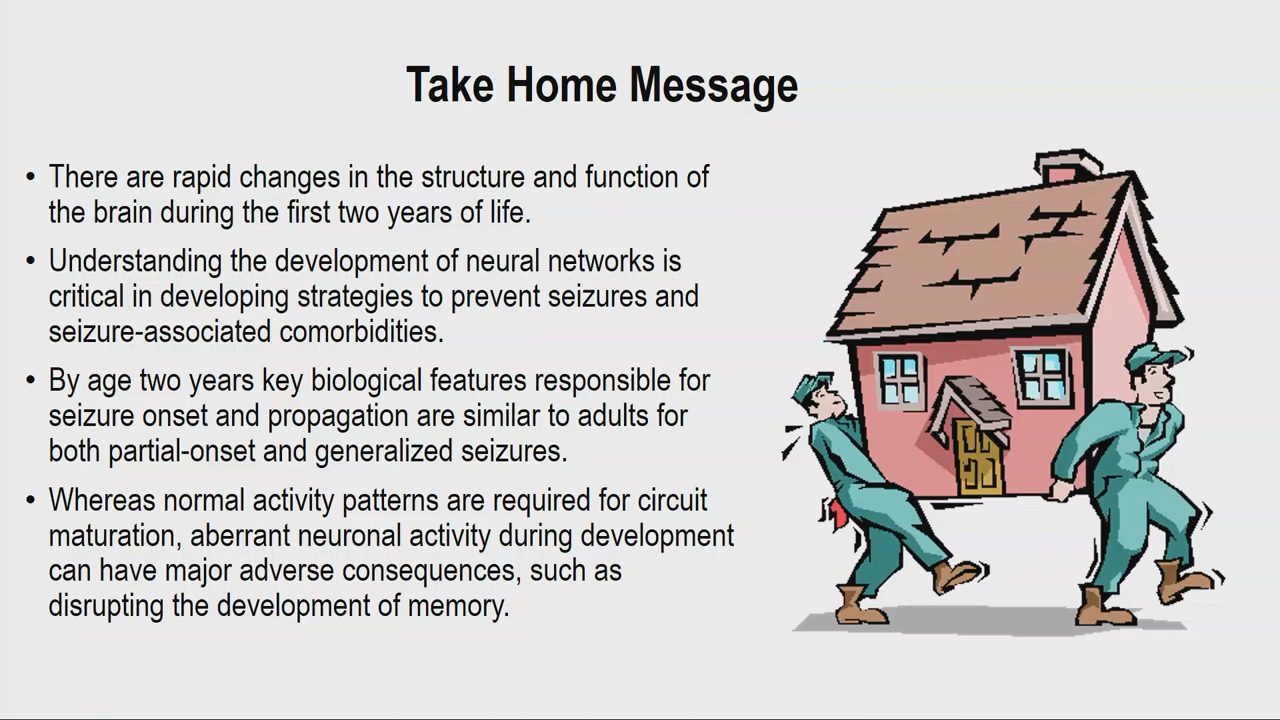 Take Home Message
• There are rapid changes in the structure and function of
the brain during the first two years of life.
• Understanding the development of neural networks is
critical in developing strategies to prevent seizures and
seizure-associated comorbidities.
• By age two years key biological features responsible for
seizure onset and propagation are similar to adults for
both partial-onset and generalized seizures.
• Whereas normal activity patterns are required for circuit
maturation, aberrant neuronal activity during development
can have major adverse consequences, such as
disrupting the development of memory.